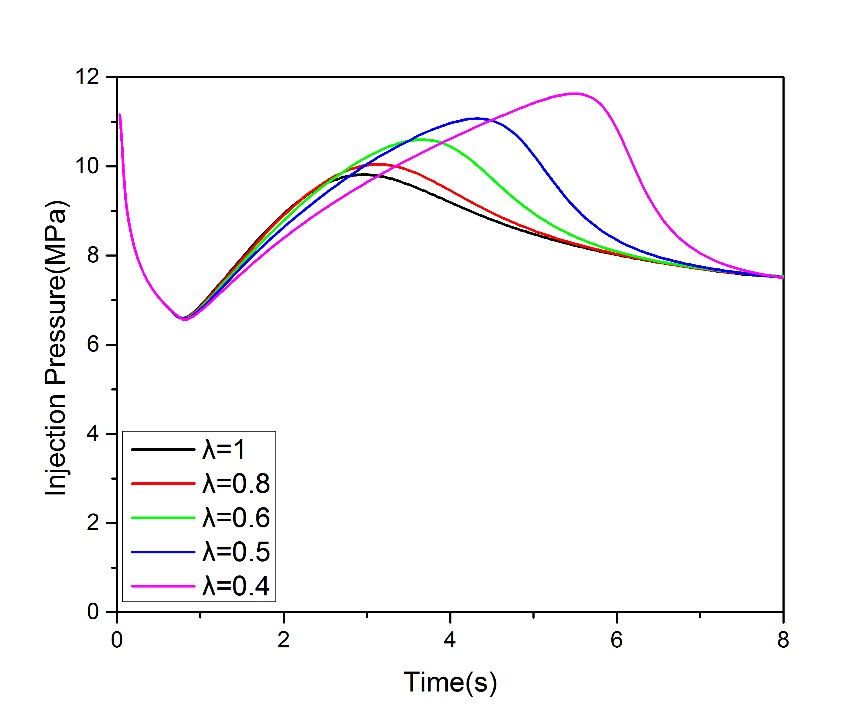 12
10
8
6
4
2
0
Injection Pressure(MPa)
λ=1
λ=0.8
λ=0.6
λ=0.5
λ=0.4
0 2 4 6 8
Time(s)